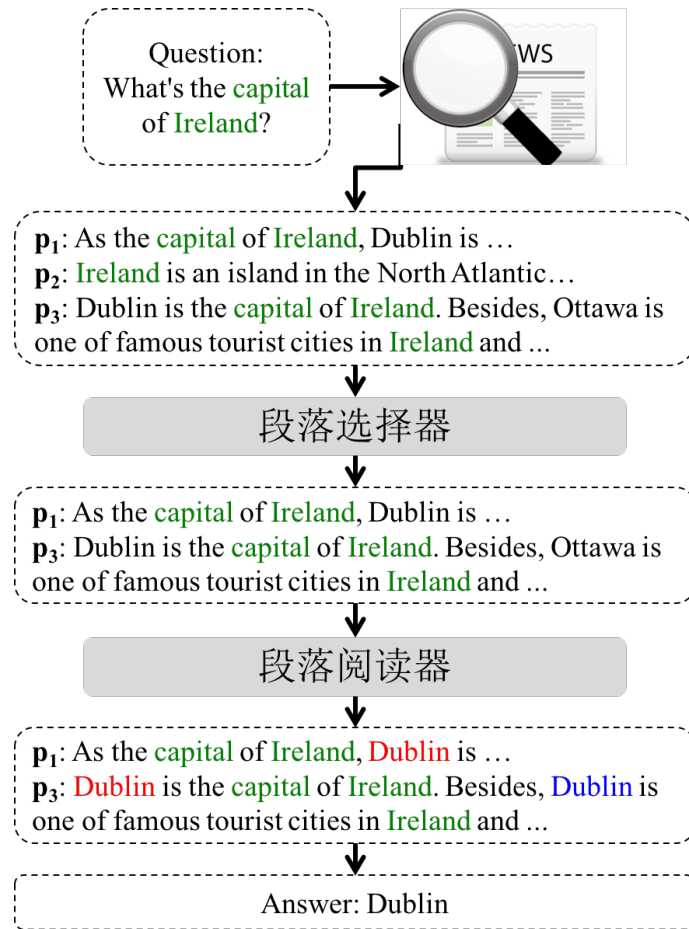 Question:
What's the capital
of Ireland?
WS
p₁: As the capital of Ireland, Dublin is …
p₂: Ireland is an island in the North Atlantic…
p₃: Dublin is the capital of Ireland. Besides, Ottawa is
one of famous tourist cities in Ireland and ...
段落选择器
p₁: As the capital of Ireland, Dublin is …
p₃: Dublin is the capital of Ireland. Besides, Ottawa is
one of famous tourist cities in Ireland and ...
段落阅读器
p₁: As the capital of Ireland, Dublin is …
p₃: Dublin is the capital of Ireland. Besides, Dublin is
one of famous tourist cities in Ireland and ...
Answer: Dublin